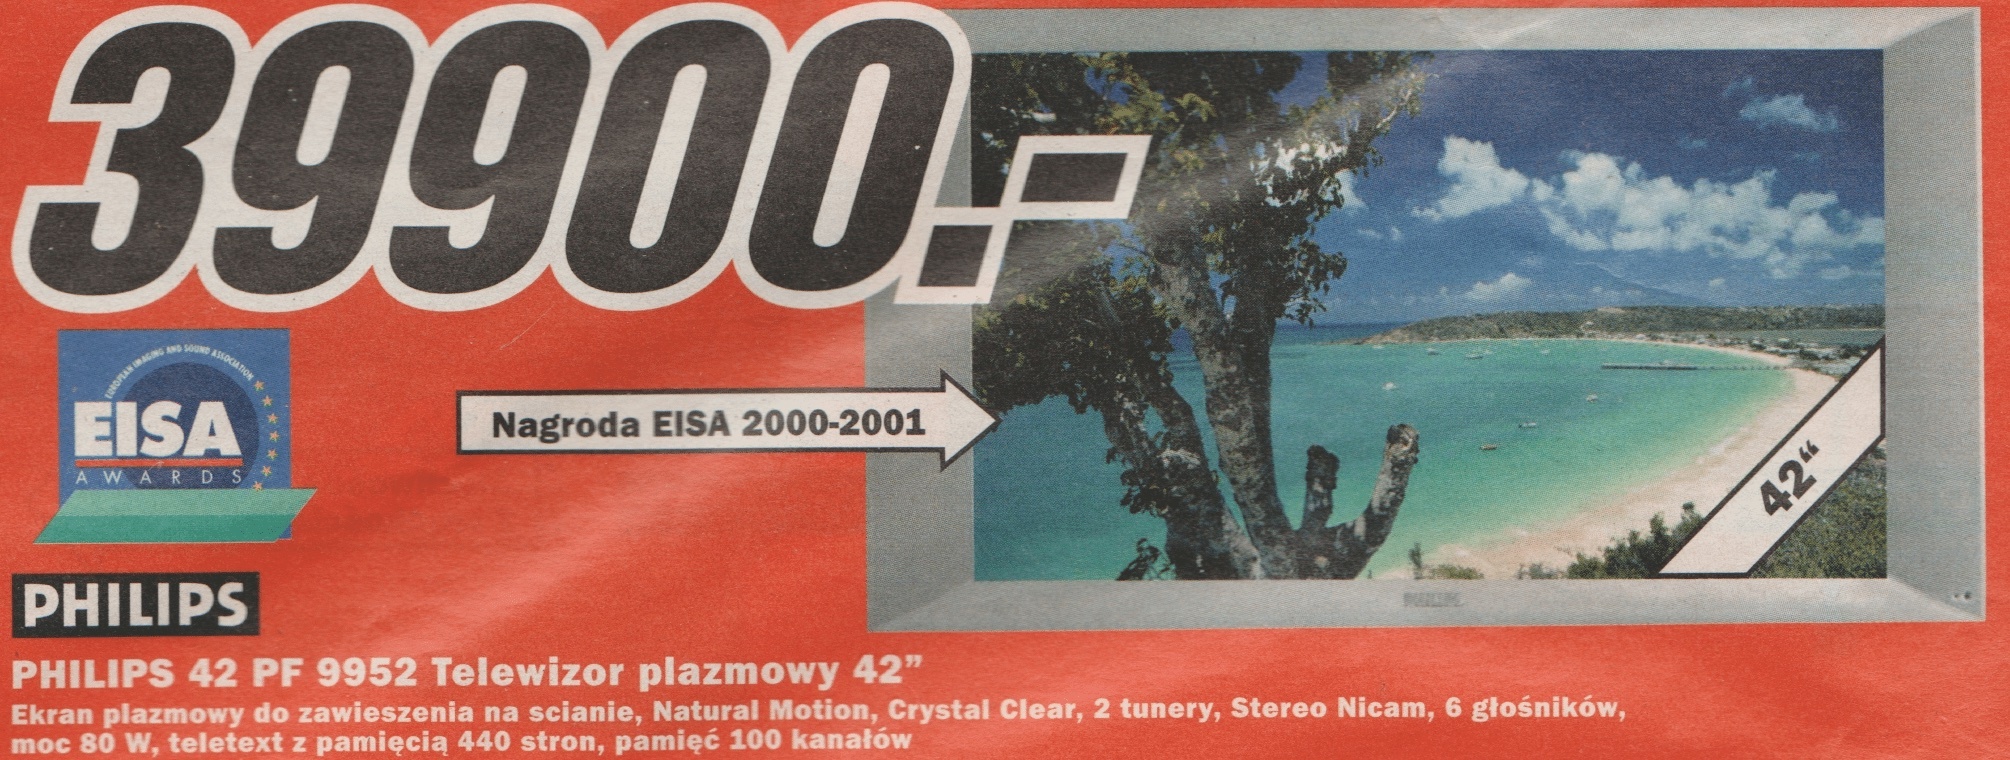 39900.-
EUROPEAN IMAGING AND SOUND ASSOCIATION
EISA
AWARDS
Nagroda EISA 2000-2001
42“
PHILIPS
PHILIPS
PHILIPS 42 PF 9952 Telewizor plazmowy 42”
Ekran plazmowy do zawieszenia na scianie, Natural Motion, Crystal Clear, 2 tunery, Stereo Nicam, 6 głośników,
moc 80 W, teletext z pamięcią 440 stron, pamięć 100 kanałów